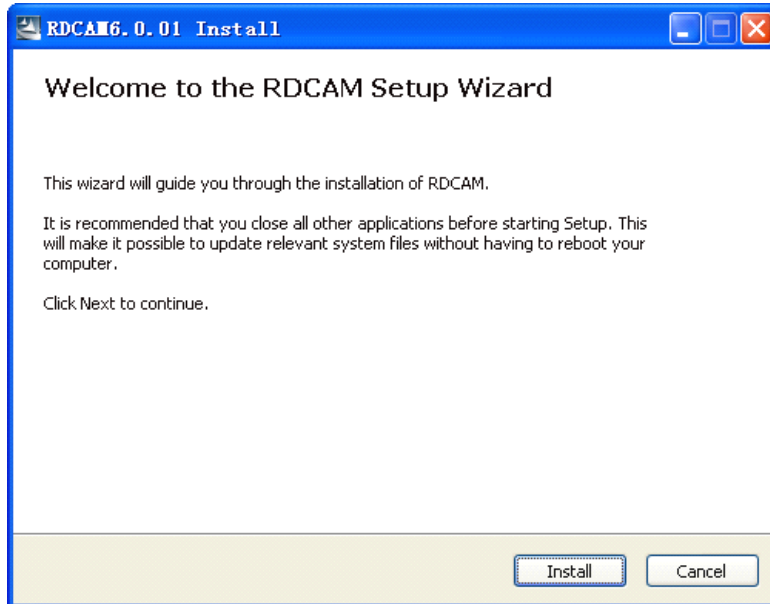 RDCAM6.0.01 Install
Welcome to the RDCAM Setup Wizard
This wizard will guide you through the installation of RDCAM.
It is recommended that you close all other applications before starting Setup. This
will make it possible to update relevant system files without having to reboot your
computer.
Click Next to continue.
Install
Cancel